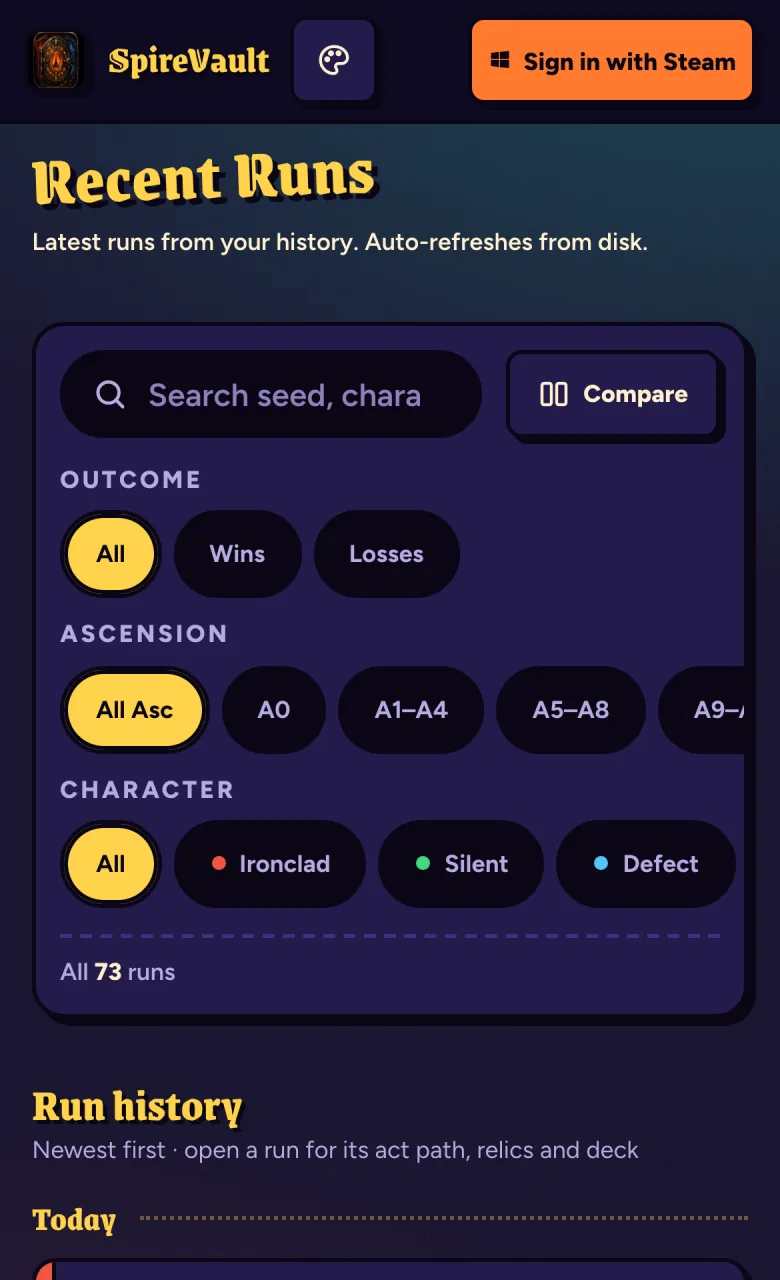 SpireVault
Sign in with Steam
Recent Runs
Latest runs from your history. Auto-refreshes from disk.
Search seed, chara
Compare
OUTCOME
All
Wins
Losses
ASCENSION
All Asc
A0
A1–A4
A5–A8
A9–
CHARACTER
All
Ironclad
Silent
Defect
All 73 runs
Run history
Newest first · open a run for its act path, relics and deck
Today